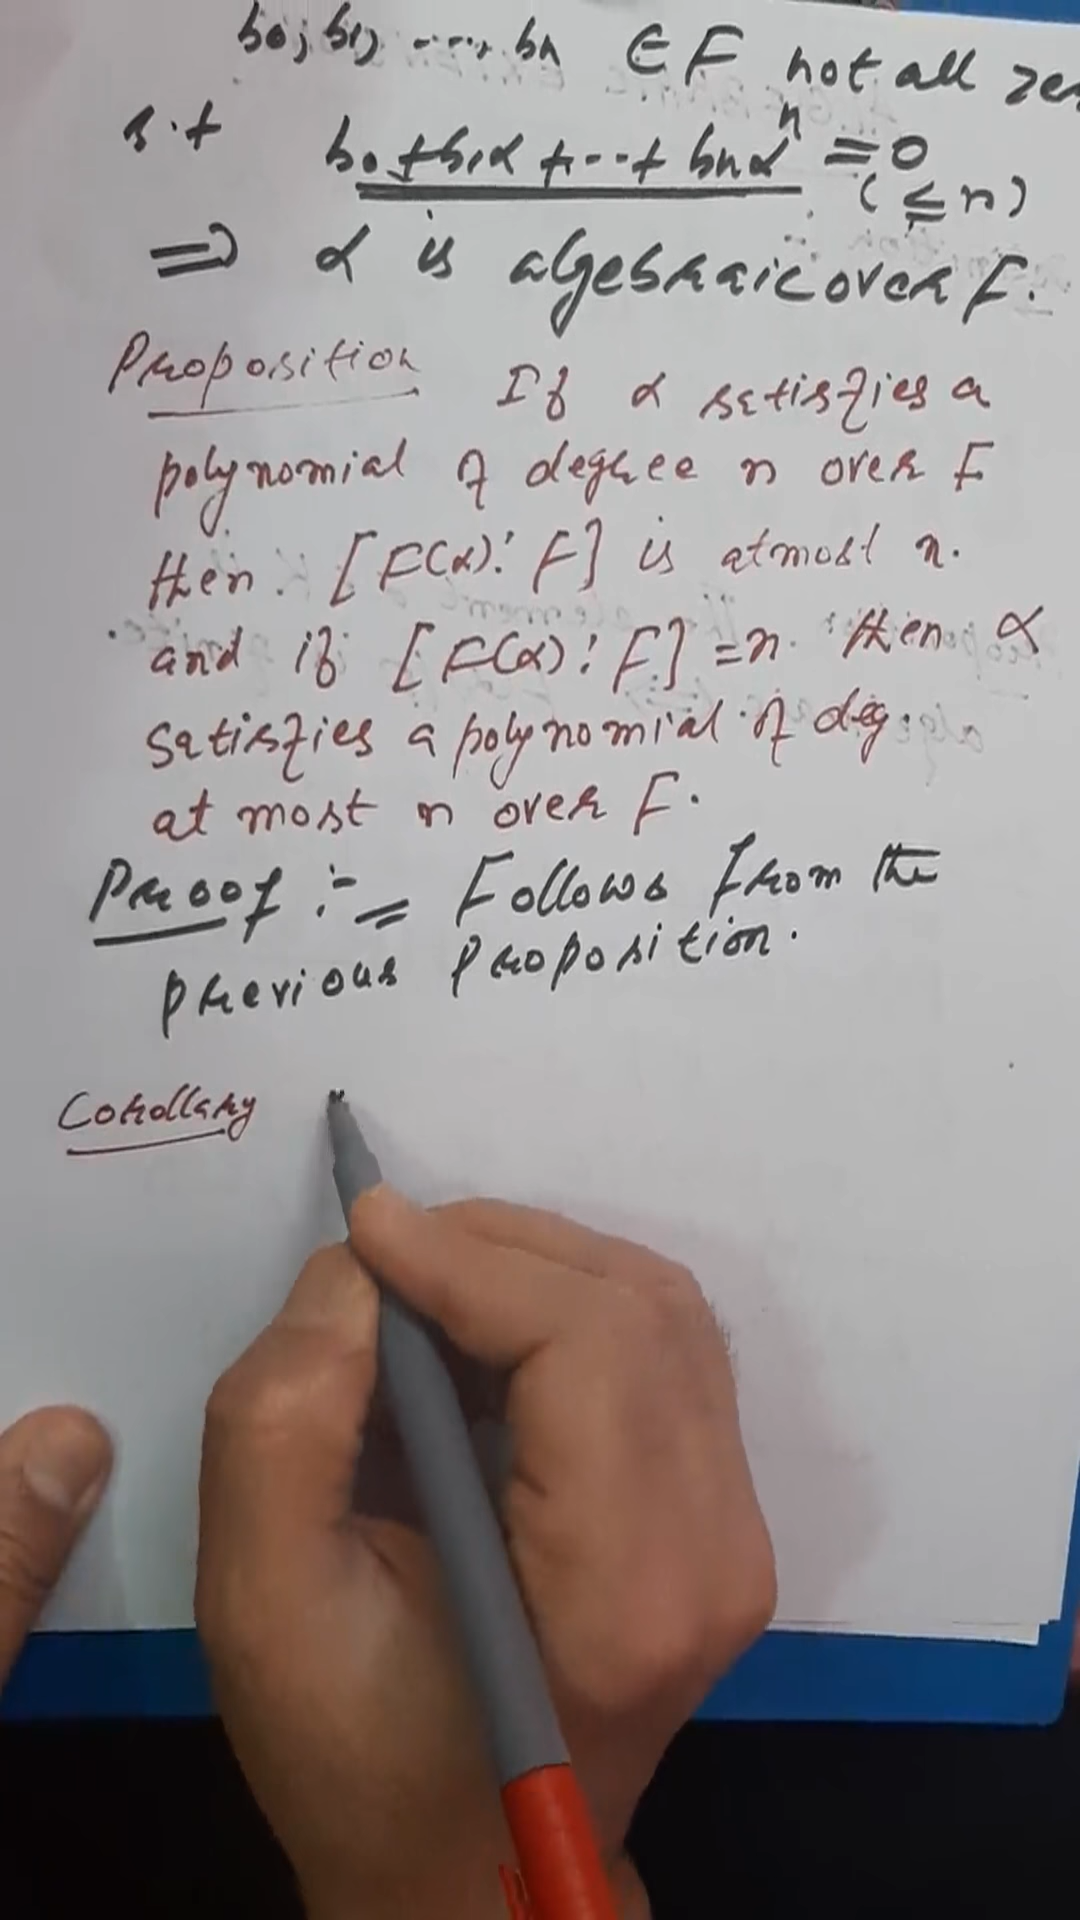 b0, b1, ...., bn ∈ F not all zer
s.t b0+b1α+...+ bnα^n = 0
(≤n)
⇒ α is algebraic over F.
Proposition If α satisfies a
polynomial of degree n over F
then [F(α): F] is atmost n.
and if [F(α): F] = n. then α
satisfies a polynomial of deg.
at most n over F.
Proof :- Follows from the
previous proposition.
Corollary